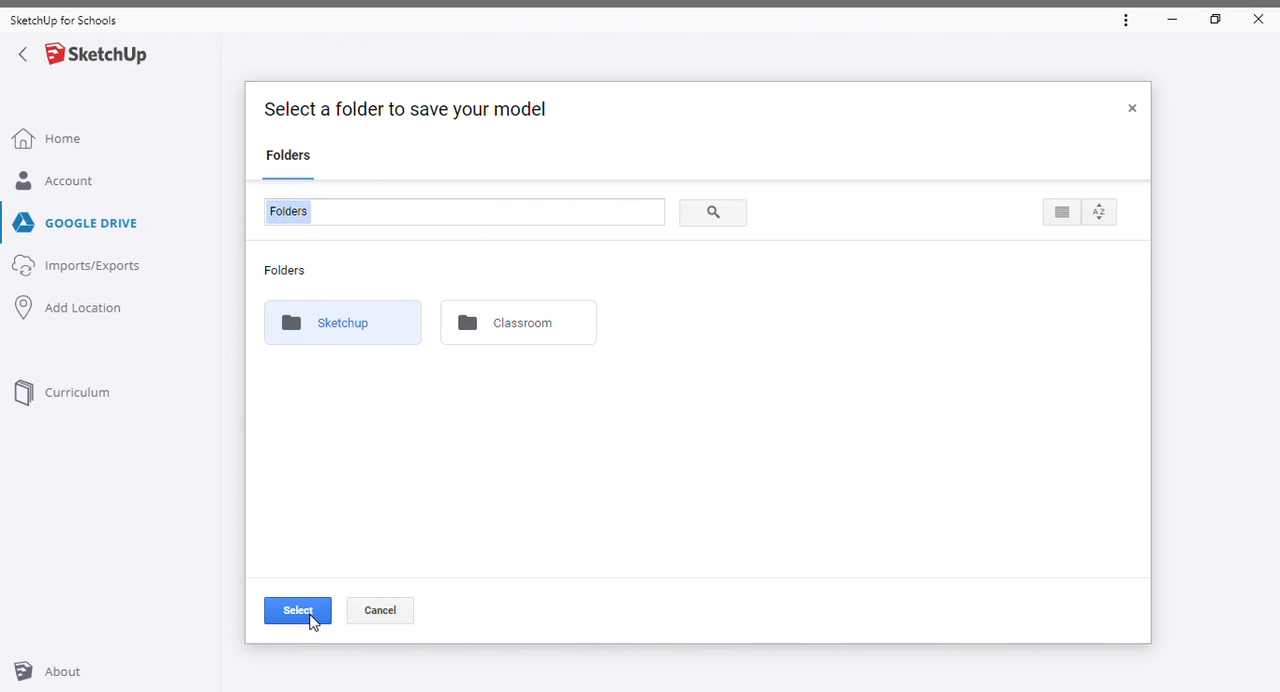 SketchUp for Schools
SketchUp
Home
Account
GOOGLE DRIVE
Imports/Exports
Add Location
Curriculum
About
Select a folder to save your model
Folders
Folders
AZ
Folders
Sketchup
Classroom
Select
Cancel